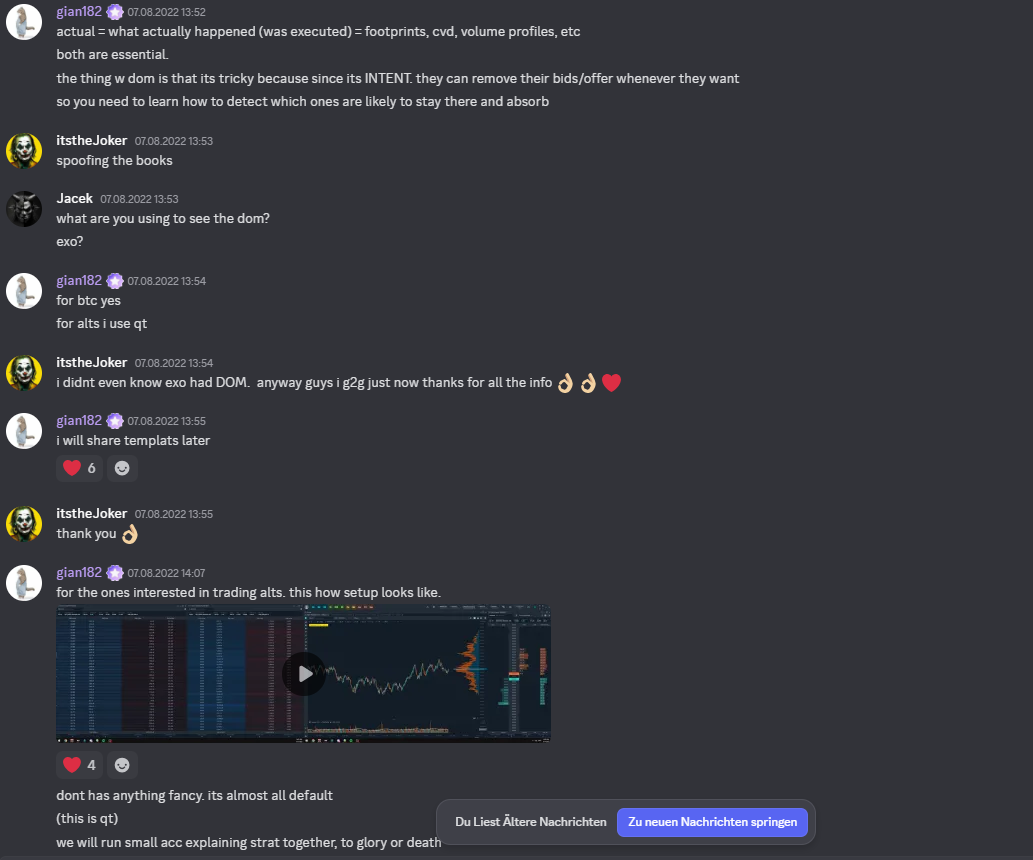 gian182 07.08.2022 13:52
actual = what actually happened (was executed) = footprints, cvd, volume profiles, etc
both are essential.
the thing w dom is that its tricky because since its INTENT. they can remove their bids/offer whenever they want
so you need to learn how to detect which ones are likely to stay there and absorb
itstheJoker 07.08.2022 13:53
spoofing the books
Jacek 07.08.2022 13:53
what are you using to see the dom?
exo?
gian182 07.08.2022 13:54
for btc yes
for alts i use qt
itstheJoker 07.08.2022 13:54
i didnt even know exo had DOM. anyway guys i g2g just now thanks for all the info 👌🏼 👌🏼 ❤️
gian182 07.08.2022 13:55
i will share templats later
❤️ 6
itstheJoker 07.08.2022 13:55
thank you 👌🏼
gian182 07.08.2022 14:07
for the ones interested in trading alts. this how setup looks like.
❤️ 4
dont has anything fancy. its almost all default
(this is qt)
we will run small acc explaining strat together, to glory or death
Du Liest Ältere Nachrichten Zu neuen Nachrichten springen